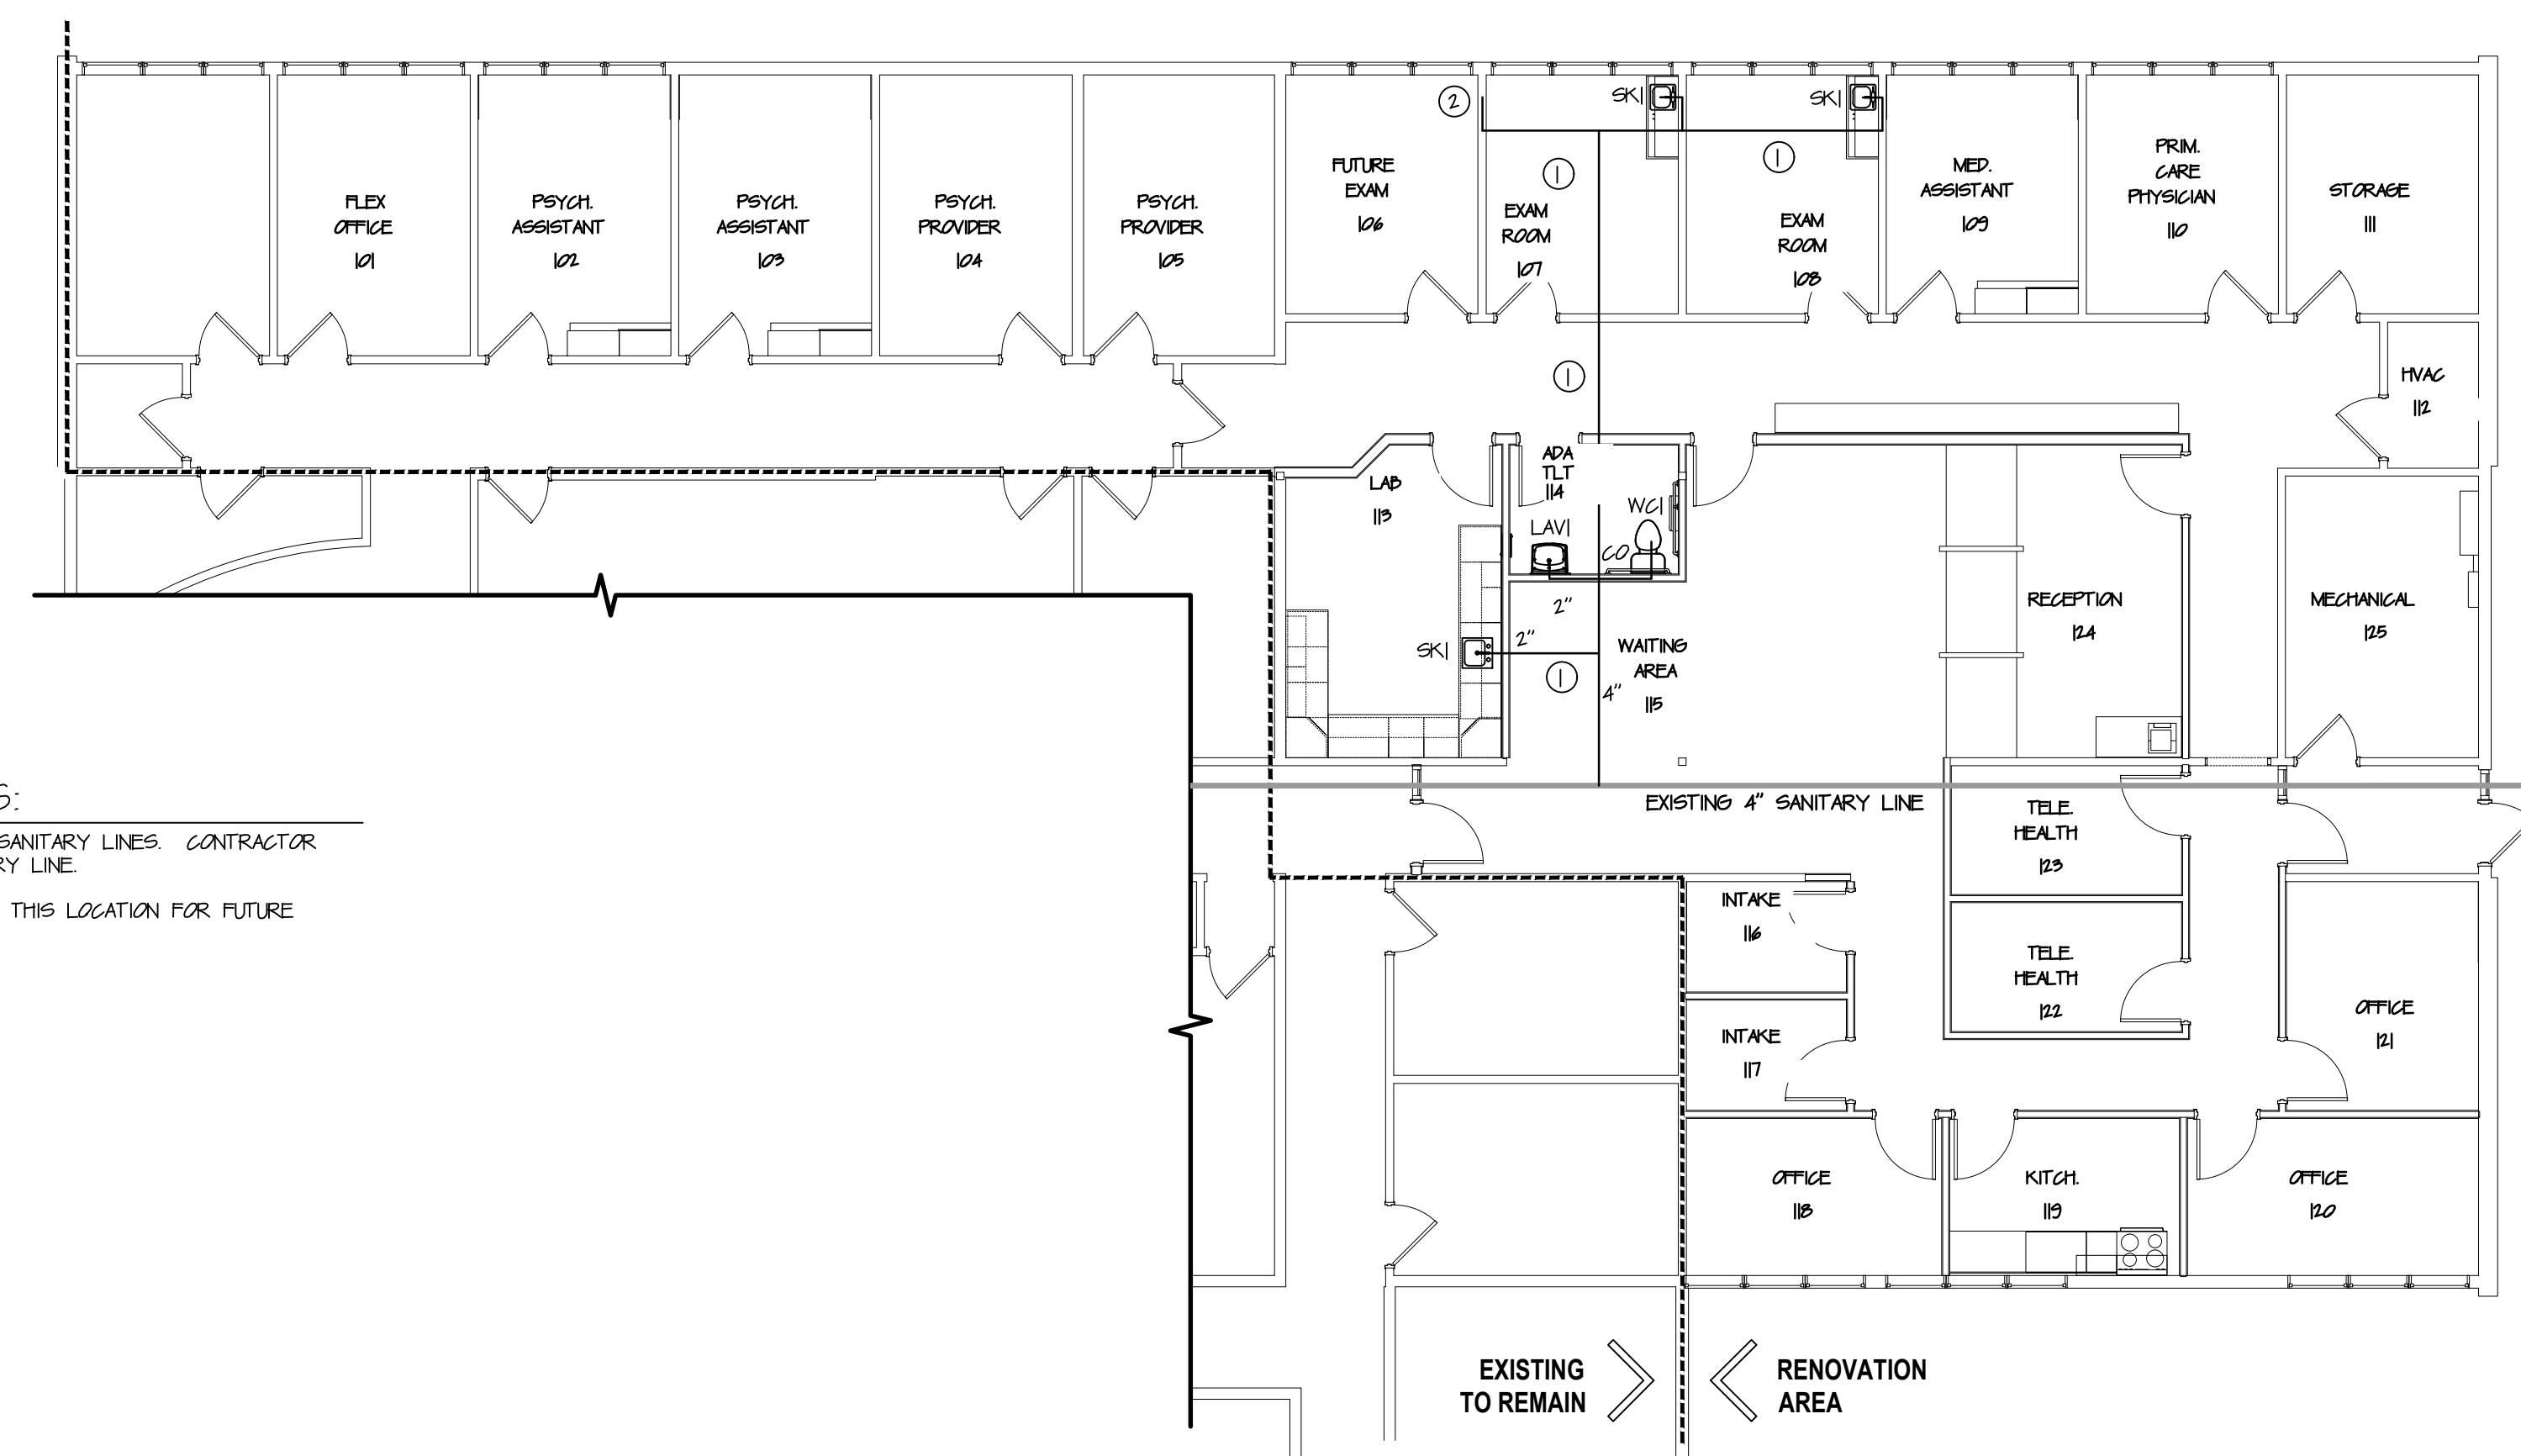 FLEX
OFFICE
101
PSYCH.
ASSISTANT
102
PSYCH.
ASSISTANT
103
PSYCH.
PROVIDER
104
PSYCH.
PROVIDER
105
FUTURE
EXAM
106
2
SK1
1
EXAM
ROOM
107
SK1
1
EXAM
ROOM
108
MED.
ASSISTANT
109
PRIM.
CARE
PHYSICIAN
110
STORAGE
111
HVAC
112
1
LAB
113
ADA
TLT
114
WC1
LAV1
CO
2"
2"
SK1
1
4"
WAITING
AREA
115
RECEPTION
124
MECHANICAL
125
EXISTING 4" SANITARY LINE
S:
SANITARY LINES. CONTRACTOR
RY LINE.
THIS LOCATION FOR FUTURE
TELE.
HEALTH
123
INTAKE
116
TELE.
HEALTH
122
OFFICE
121
INTAKE
117
OFFICE
118
KITCH.
119
OFFICE
120
EXISTING
TO REMAIN
RENOVATION
AREA